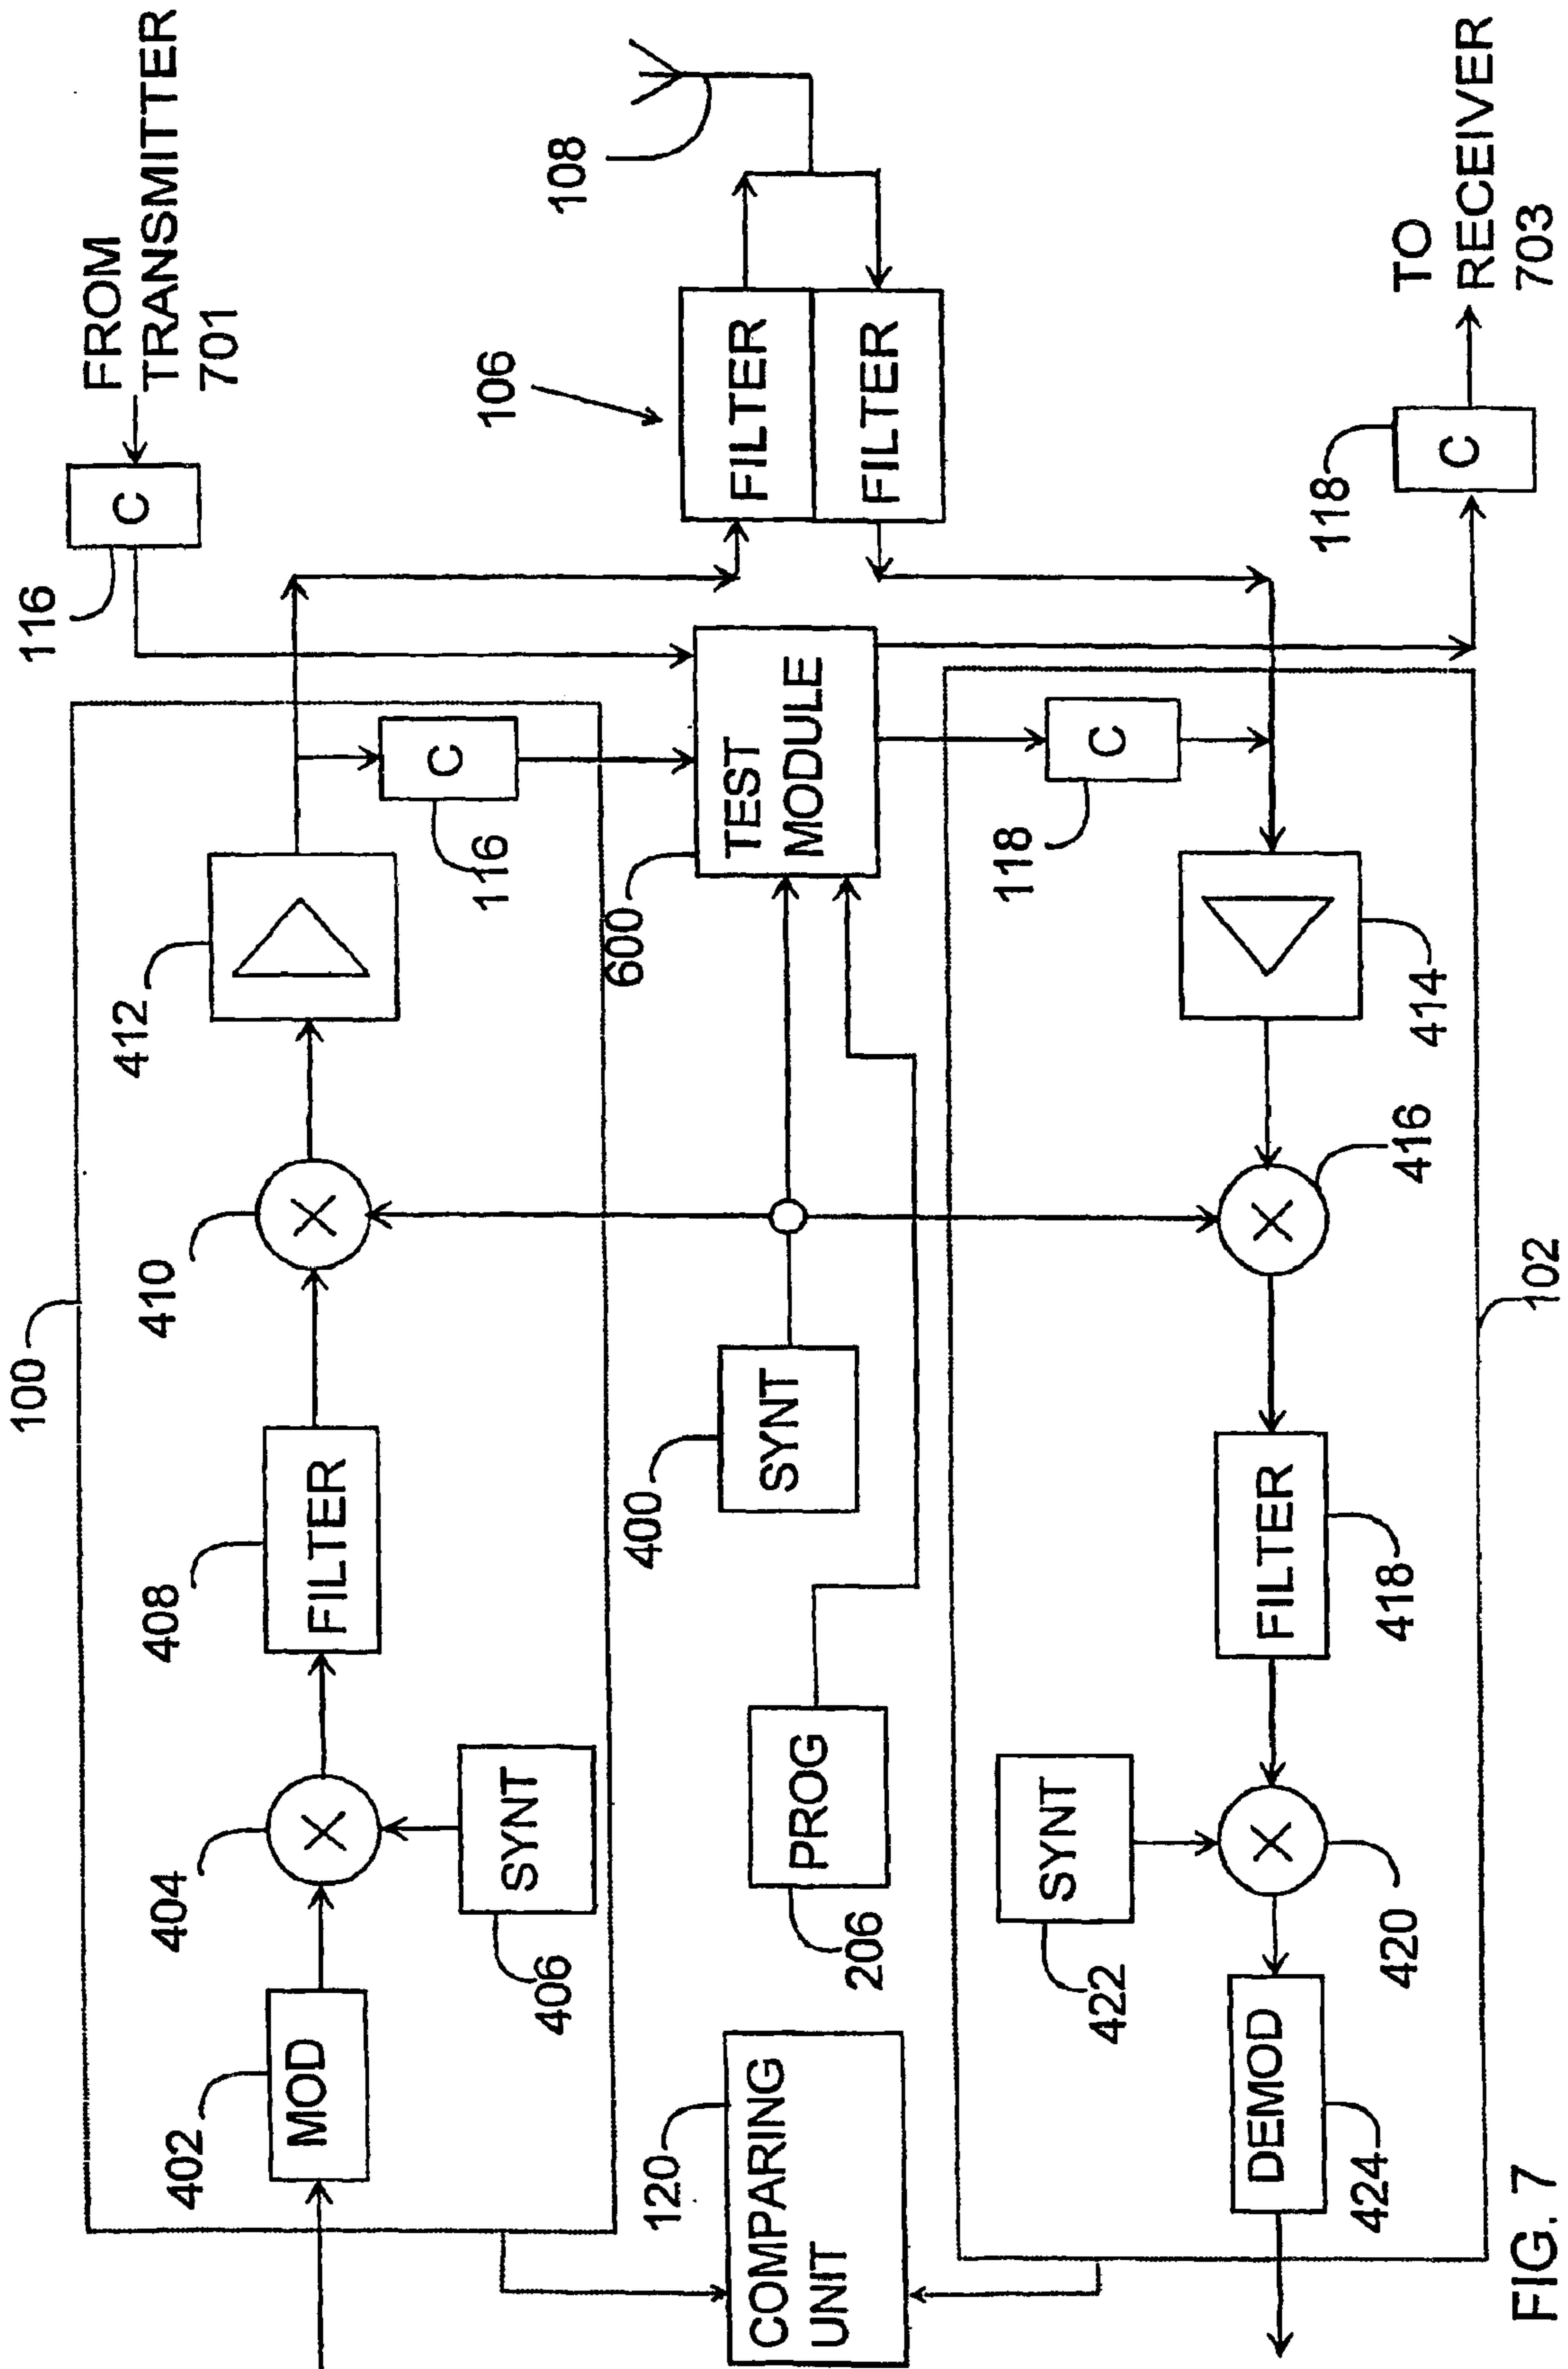 FROM
TRANSMITTER
701
116
C
100
412
410
408
404
402
MOD
X
FILTER
X
C
116
SYNT
406
108
106
FILTER
FILTER
600
TEST
MODULE
400
SYNT
PROG
206
120
COMPARING
UNIT
118
C
TO
RECEIVER
703
118
C
414
416
X
FILTER
418
SYNT
422
X
420
DEMOD
424
102
FIG. 7